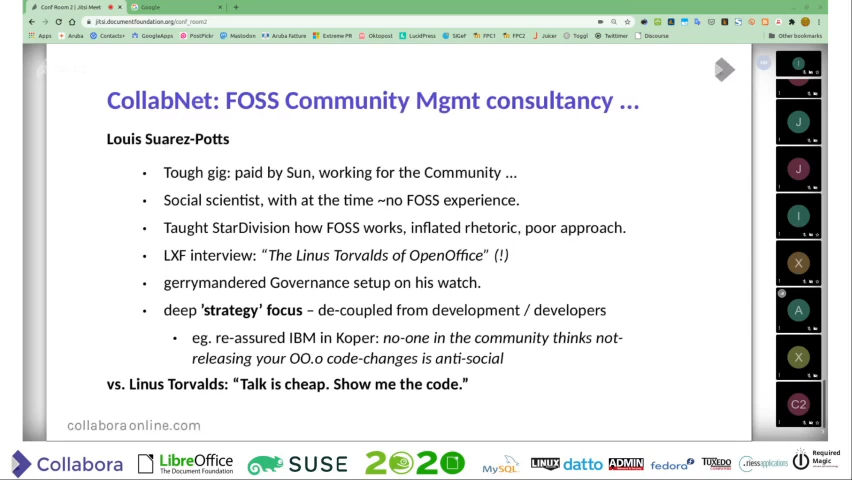 Conf Room2 | Jitsi Meet
Google
jitsi.documentfoundation.org/conf_room2
Apps Aruba Contacts+ GoogleApps PostPickr Mastodon Aruba Fatture Extreme PR Oktopost LucidPress SIGeF FPC1 FPC2 Juicer Toggl Twittimer Discourse Other bookmarks
CollabNet: FOSS Community Mgmt consultancy ...
Louis Suarez-Potts
• Tough gig: paid by Sun, working for the Community ...
• Social scientist, with at the time ~no FOSS experience.
• Taught StarDivision how FOSS works, inflated rhetoric, poor approach.
• LXF interview: “The Linus Torvalds of OpenOffice” (!)
• gerrymandered Governance setup on his watch.
• deep ’strategy’ focus – de-coupled from development / developers
• eg. re-assured IBM in Koper: no-one in the community thinks not-
releasing your OO.o code-changes is anti-social
vs. Linus Torvalds: “Talk is cheap. Show me the code.”
collaboraonline.com
I
J
J
I
X
A
X
C2
Collabora LibreOffice SUSE 2020 MySQL LINUX datto ADMIN fedora TUXEDO riessapplications Required
The Document Foundation COMPUTERS Magic